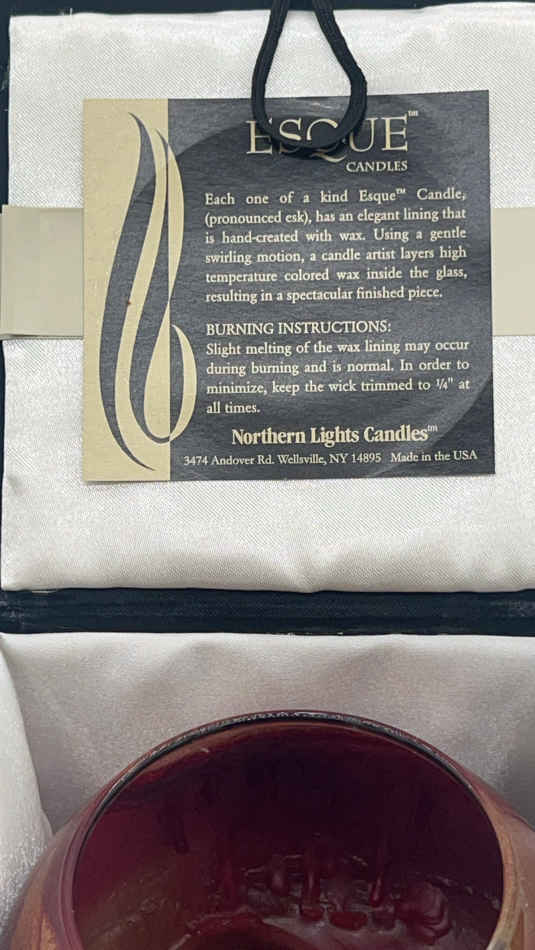 ESQUE™
CANDLES
Each one of a kind Esque™ Candle,
(pronounced esk), has an elegant lining that
is hand-created with wax. Using a gentle
swirling motion, a candle artist layers high
temperature colored wax inside the glass,
resulting in a spectacular finished piece.
BURNING INSTRUCTIONS:
Slight melting of the wax lining may occur
during burning and is normal. In order to
minimize, keep the wick trimmed to ¼" at
all times.
Northern Lights Candles™
3474 Andover Rd. Wellsville, NY 14895 Made in the USA